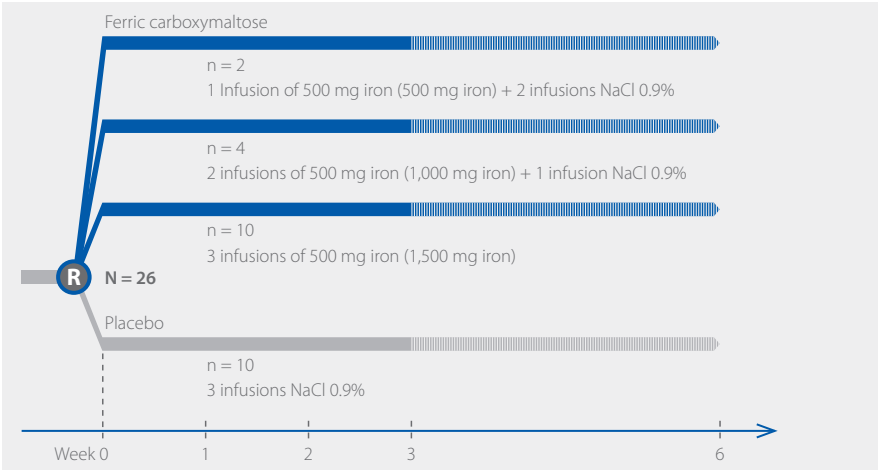 Ferric carboxymaltose
n = 2
1 Infusion of 500 mg iron (500 mg iron) + 2 infusions NaCl 0.9%
n = 4
2 infusions of 500 mg iron (1,000 mg iron) + 1 infusion NaCl 0.9%
n = 10
3 infusions of 500 mg iron (1,500 mg iron)
R N = 26
Placebo
n = 10
3 infusions NaCl 0.9%
Week 0 1 2 3 6